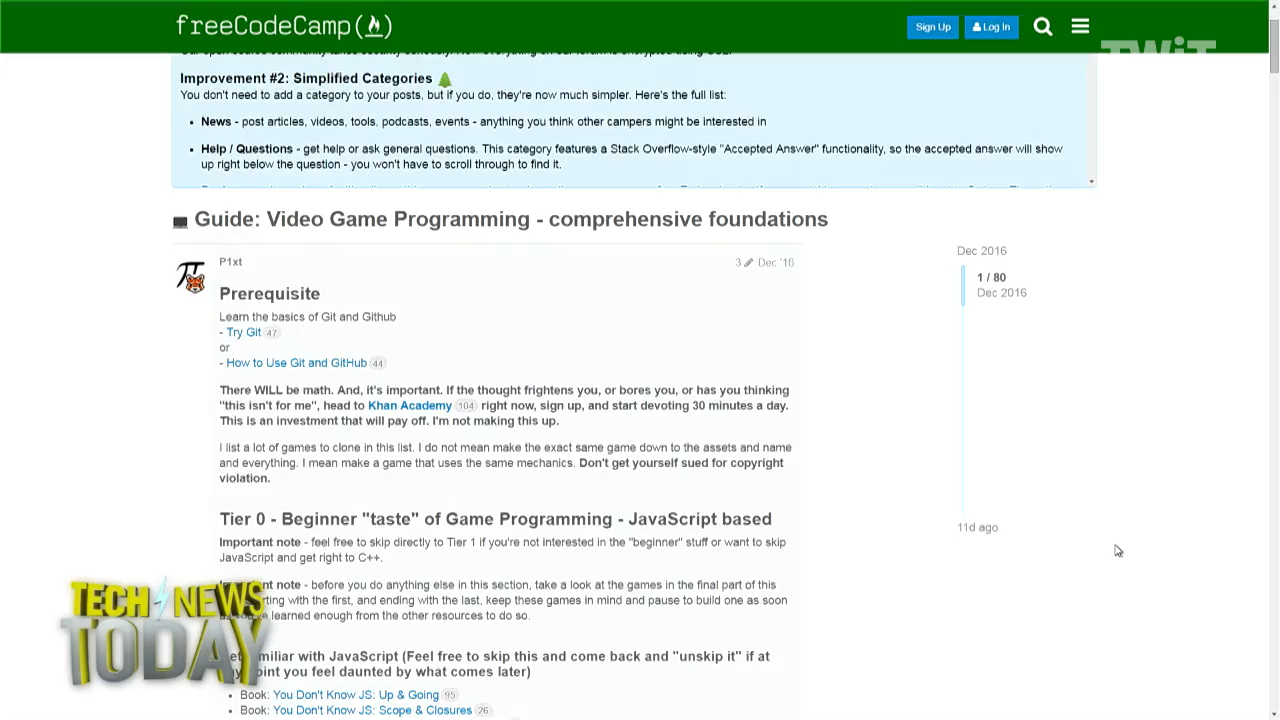 freeCodeCamp(🔥)
Sign Up
Log In
TWiT
Improvement #2: Simplified Categories
You don't need to add a category to your posts, but if you do, they're now much simpler. Here's the full list:
• News - post articles, videos, tools, podcasts, events - anything you think other campers might be interested in
• Help / Questions - get help or ask general questions. This category features a Stack Overflow-style "Accepted Answer" functionality, so the accepted answer will show
up right below the question - you won't have to scroll through to find it.
Guide: Video Game Programming - comprehensive foundations
P1xt
3 Dec '16
Dec 2016
1 / 80
Dec 2016
Prerequisite
Learn the basics of Git and Github
- Try Git 47
or
- How to Use Git and GitHub 44
There WILL be math. And, it's important. If the thought frightens you, or bores you, or has you thinking
"this isn't for me", head to Khan Academy 104 right now, sign up, and start devoting 30 minutes a day.
This is an investment that will pay off. I'm not making this up.
I list a lot of games to clone in this list. I do not mean make the exact same game down to the assets and name
and everything. I mean make a game that uses the same mechanics. Don't get yourself sued for copyright
violation.
Tier 0 - Beginner "taste" of Game Programming - JavaScript based
11d ago
Important note - feel free to skip directly to Tier 1 if you're not interested in the "beginner" stuff or want to skip
JavaScript and get right to C++.
note - before you do anything else in this section, take a look at the games in the final part of this
with the first, and ending with the last, keep these games in mind and pause to build one as soon
learned enough from the other resources to do so.
with JavaScript (Feel free to skip this and come back and "unskip it" if at
you feel daunted by what comes later)
• Book: You Don't Know JS: Up & Going 95
• Book: You Don't Know JS: Scope & Closures 26
TECH NEWS
TODAY